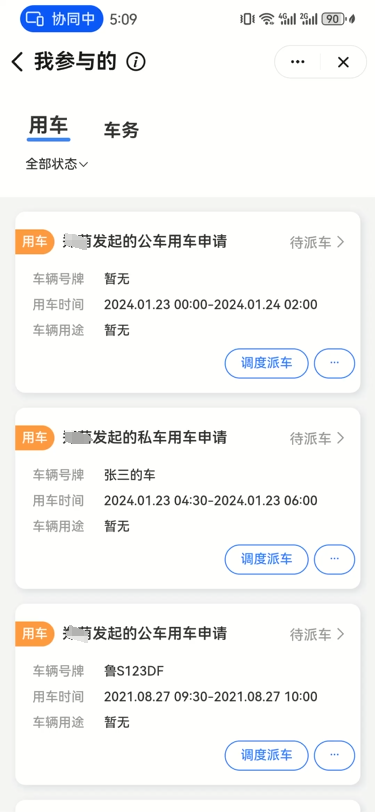 协同中 5:09 4G 2G 90
我参与的
用车 车务
全部状态
用车 发起的公车用车申请 待派车
车辆号牌 暂无
用车时间 2024.01.23 00:00-2024.01.24 02:00
车辆用途 暂无
调度派车 ...
用车 发起的私车用车申请 待派车
车辆号牌 张三的车
用车时间 2024.01.23 04:30-2024.01.23 06:00
车辆用途 暂无
调度派车 ...
用车 发起的公车用车申请 待派车
车辆号牌 鲁S123DF
用车时间 2021.08.27 09:30-2021.08.27 10:00
车辆用途 暂无
调度派车 ...